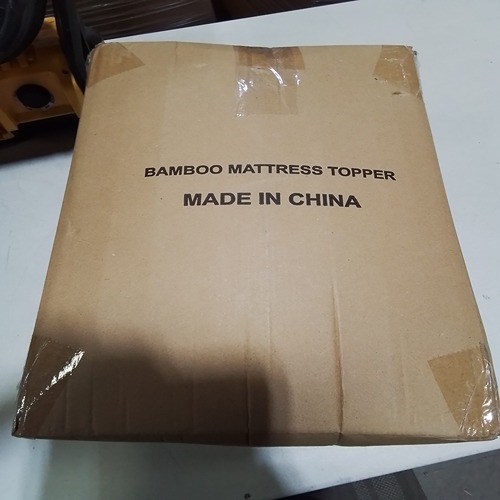 BAMBOO MATTRESS TOPPER
MADE IN CHINA